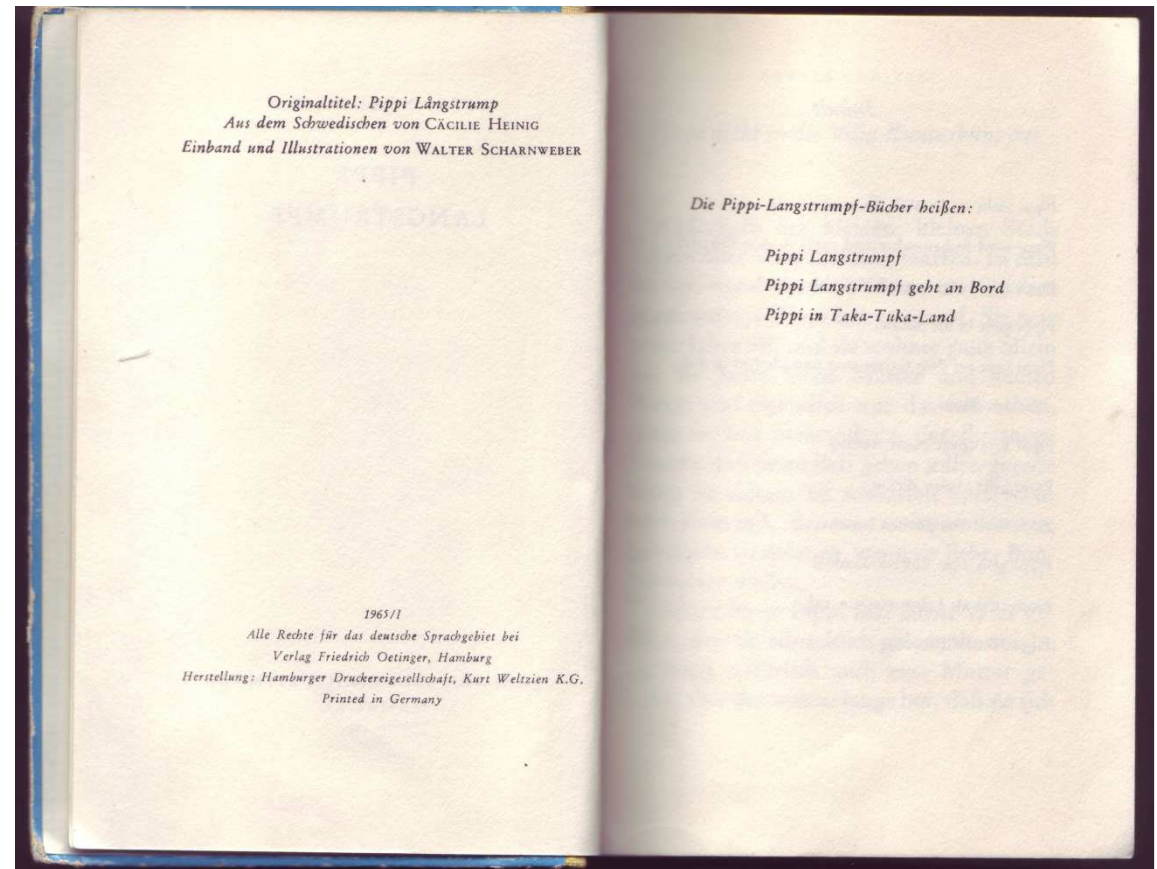 Originaltitel: Pippi Långstrump
Aus dem Schwedischen von CÄCILIE HEINIG
Einband und Illustrationen von WALTER SCHARNWEBER
1965/1
Alle Rechte für das deutsche Sprachgebiet bei
Verlag Friedrich Oetinger, Hamburg
Herstellung: Hamburger Druckereigesellschaft, Kurt Weltzien K.G.
Printed in Germany
Die Pippi-Langstrumpf-Bücher heißen:
Pippi Langstrumpf
Pippi Langstrumpf geht an Bord
Pippi in Taka-Tuka-Land